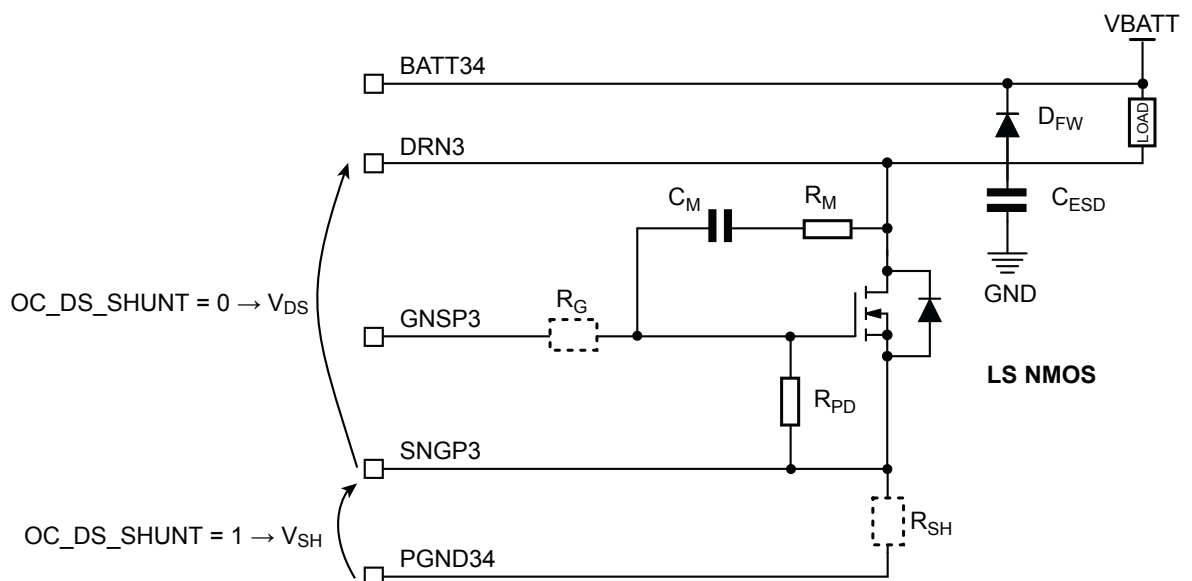 VBATT
BATT34
D_FW
LOAD
DRN3
C_M
R_M
C_ESD
OC_DS_SHUNT = 0 → V_DS
GND
R_G
GNSP3
LS NMOS
R_PD
SNGP3
OC_DS_SHUNT = 1 → V_SH
R_SH
PGND34